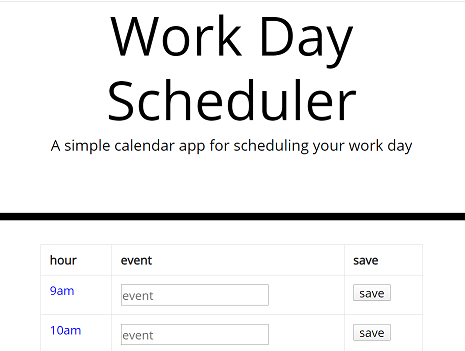 Work Day
Scheduler
A simple calendar app for scheduling your work day
hour event save
9am event save
10am event save